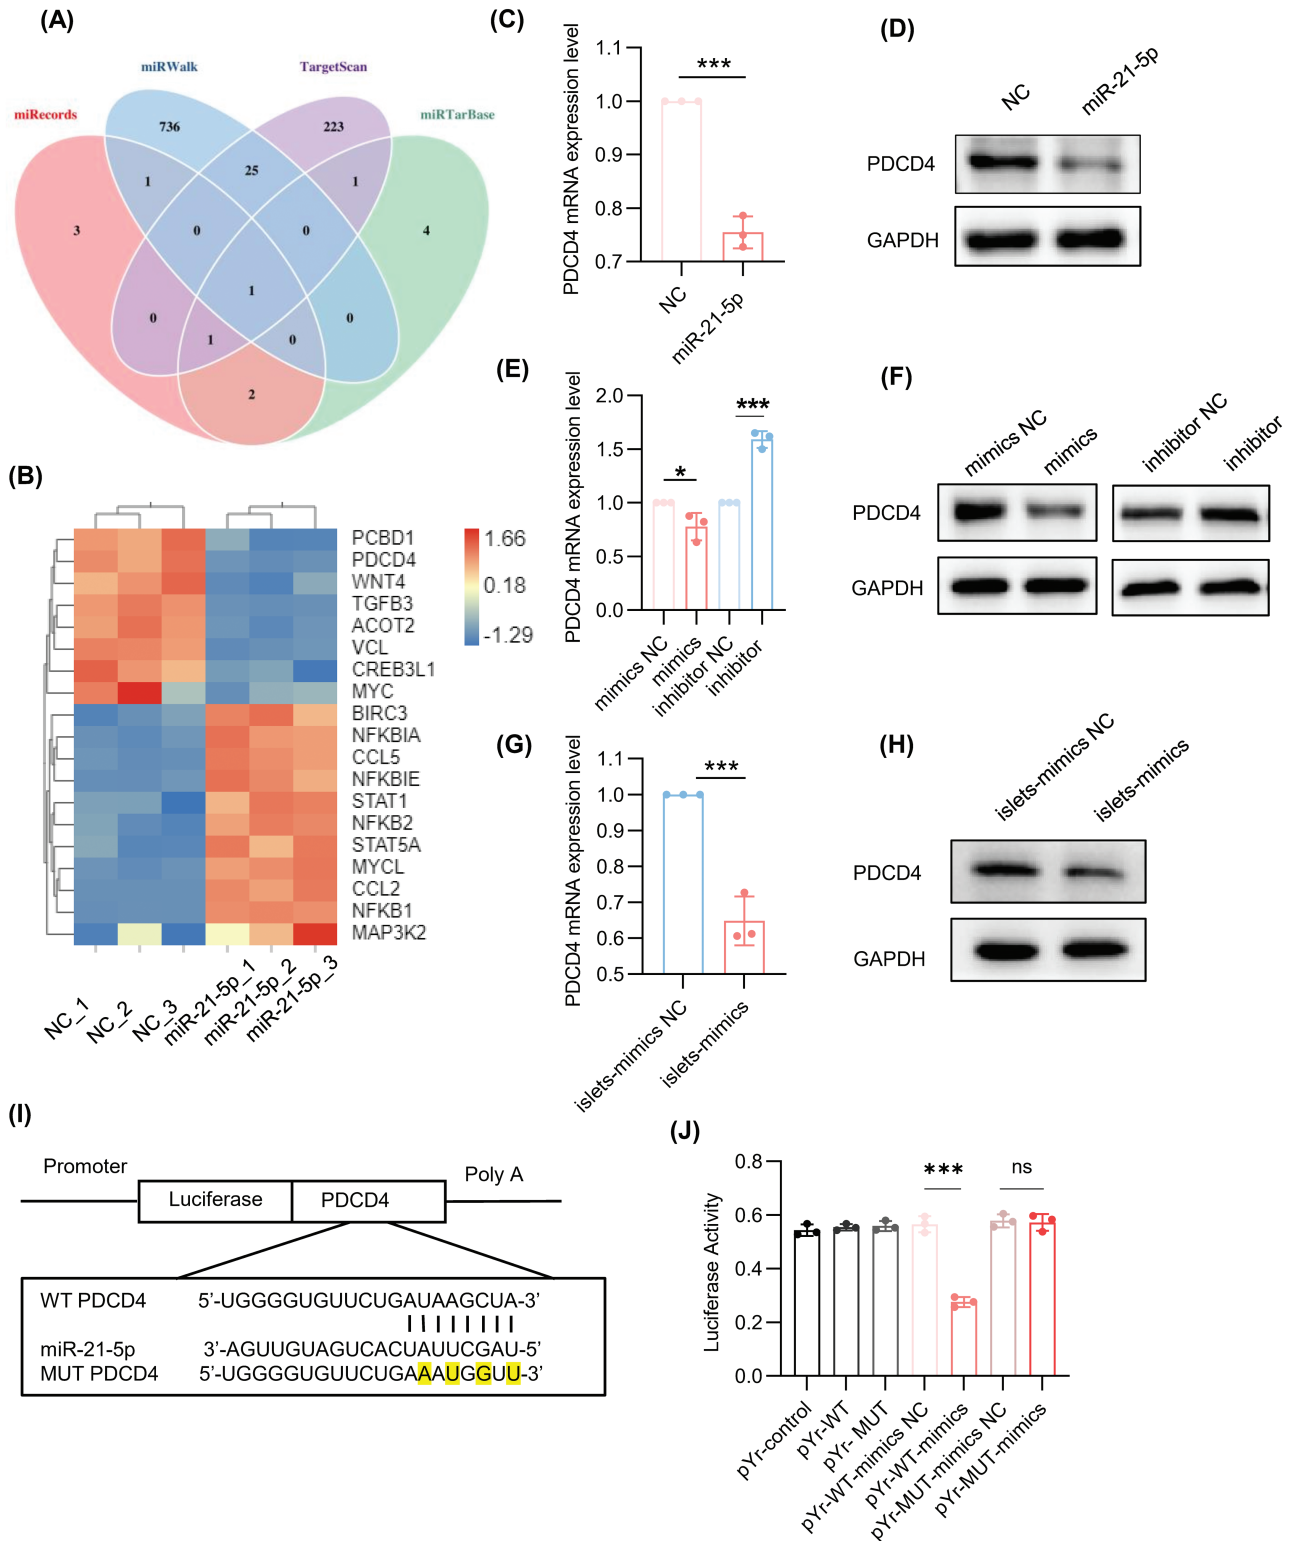 (A)
miRWalk
TargetScan
miRecords
miRTarBase
736
223
25
1
1
3
0
0
4
1
0
0
1
0
2
(B)
PCBD1
PDCD4
WNT4
TGFB3
ACOT2
VCL
CREB3L1
MYC
BIRC3
NFKBIA
CCL5
NFKBIE
STAT1
NFKB2
STAT5A
MYCL
CCL2
NFKB1
MAP3K2
1.66
0.18
-1.29
NC_1
NC_2
NC_3
miR-21-5p_1
miR-21-5p_2
miR-21-5p_3
(C)
PDCD4 mRNA expression level
1.1
1.0
0.9
0.8
0.7
***
NC
miR-21-5p
(D)
NC
miR-21-5p
PDCD4
GAPDH
(E)
PDCD4 mRNA expression level
2.0
1.5
1.0
0.5
0.0
*
***
mimics NC
mimics
inhibitor NC
inhibitor
(F)
mimics NC
mimics
inhibitor NC
inhibitor
PDCD4
GAPDH
(G)
PDCD4 mRNA expression level
1.1
1.0
0.9
0.8
0.7
0.6
0.5
***
islets-mimics NC
islets-mimics
(H)
islets-mimics NC
islets-mimics
PDCD4
GAPDH
(I)
Promoter
Luciferase
PDCD4
Poly A
WT PDCD4 5'-UGGGGUGUUCUGAUAAGCUA-3'
miR-21-5p 3'-AGUUGUAGUCACUAUUCGAU-5'
MUT PDCD4 5'-UGGGGUGUUCUGAAAUGGUU-3'
(J)
Luciferase Activity
0.8
0.6
0.4
0.2
0.0
***
ns
pYr-control
pYr-WT
pYr- MUT
pYr-WT-mimics NC
pYr-WT-mimics
pYr-MUT-mimics NC
pYr-MUT-mimics